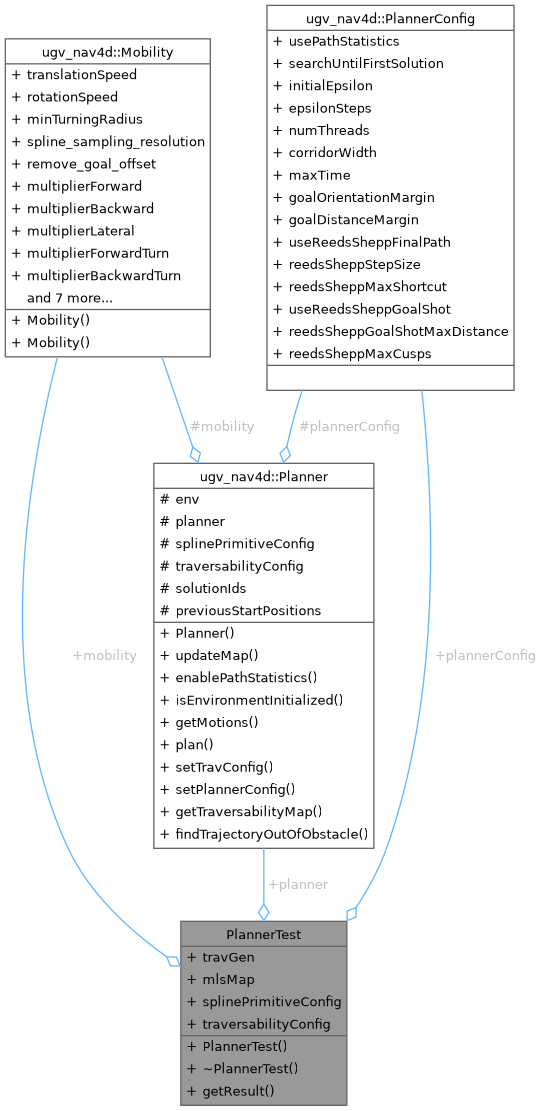 ugv_nav4d::Mobility
+ translationSpeed
+ rotationSpeed
+ minTurningRadius
+ spline_sampling_resolution
+ remove_goal_offset
+ multiplierForward
+ multiplierBackward
+ multiplierLateral
+ multiplierForwardTurn
+ multiplierBackwardTurn
and 7 more...
+ Mobility()
+ Mobility()
ugv_nav4d::PlannerConfig
+ usePathStatistics
+ searchUntilFirstSolution
+ initialEpsilon
+ epsilonSteps
+ numThreads
+ corridorWidth
+ maxTime
+ goalOrientationMargin
+ goalDistanceMargin
+ useReedsSheppFinalPath
+ reedsSheppStepSize
+ reedsSheppMaxShortcut
+ useReedsSheppGoalShot
+ reedsSheppGoalShotMaxDistance
+ reedsSheppMaxCusps
#mobility
#plannerConfig
ugv_nav4d::Planner
# env
# planner
# splinePrimitiveConfig
# traversabilityConfig
# solutionIds
# previousStartPositions
+ Planner()
+ updateMap()
+ enablePathStatistics()
+ isEnvironmentInitialized()
+ getMotions()
+ plan()
+ setTravConfig()
+ setPlannerConfig()
+ getTraversabilityMap()
+ findTrajectoryOutOfObstacle()
+mobility
+plannerConfig
+planner
PlannerTest
+ travGen
+ mlsMap
+ splinePrimitiveConfig
+ traversabilityConfig
+ PlannerTest()
+ ~PlannerTest()
+ getResult()